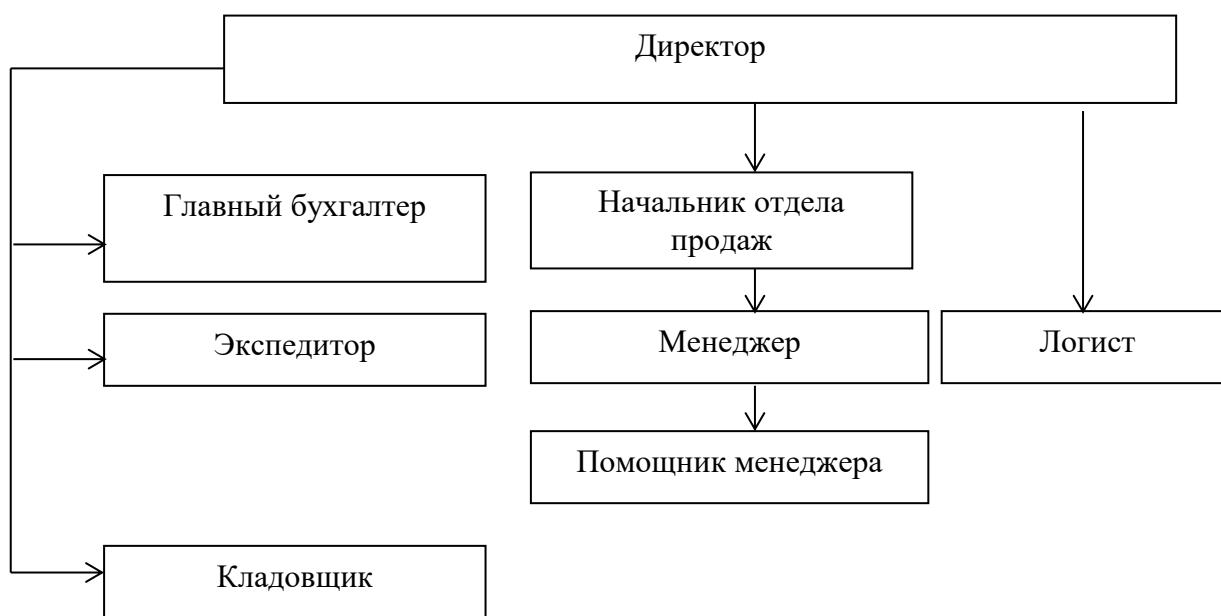 Директор
Главный бухгалтер
Начальник отдела
продаж
Экспедитор
Менеджер
Логист
Помощник менеджера
Кладовщик